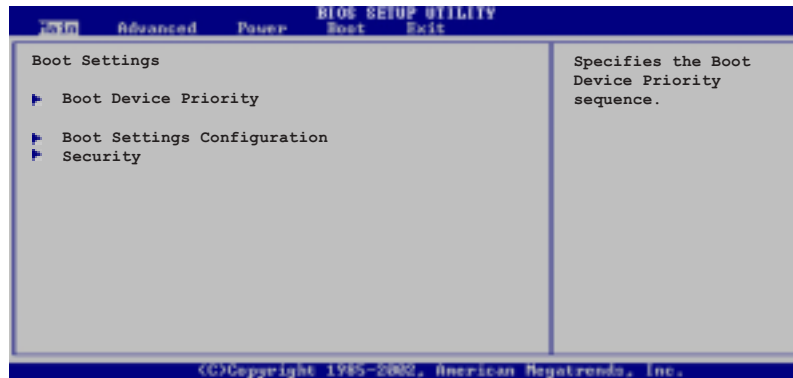 BIOS SETUP UTILITY
Main Advanced Power Boot Exit
Boot Settings
Boot Device Priority
Boot Settings Configuration
Security
Specifies the Boot
Device Priority
sequence.
(C)Copyright 1985-2002, American Megatrends, Inc.